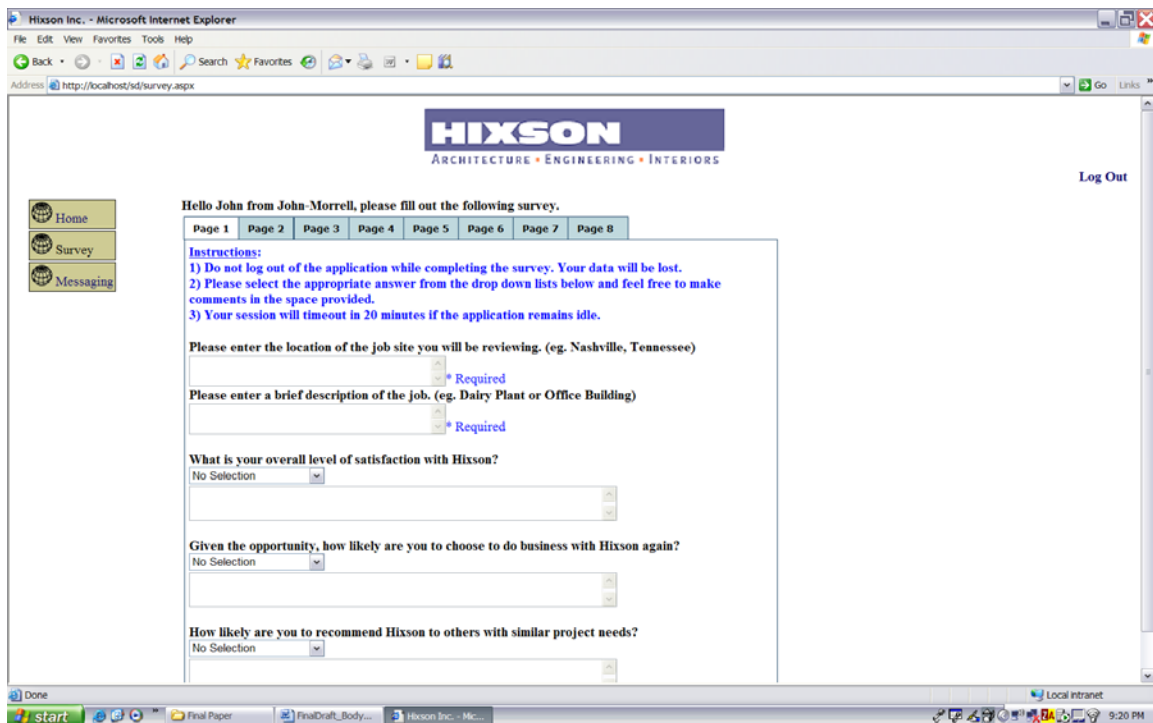 Hixson Inc. - Microsoft Internet Explorer
File Edit View Favorites Tools Help
Back Search Favorites
Address http://localhost/sd/survey.aspx Go Links »
HIXSON
ARCHITECTURE • ENGINEERING • INTERIORS
Log Out
Home
Survey
Messaging
Hello John from John-Morrell, please fill out the following survey.
Page 1 Page 2 Page 3 Page 4 Page 5 Page 6 Page 7 Page 8
Instructions:
1) Do not log out of the application while completing the survey. Your data will be lost.
2) Please select the appropriate answer from the drop down lists below and feel free to make
comments in the space provided.
3) Your session will timeout in 20 minutes if the application remains idle.
Please enter the location of the job site you will be reviewing. (eg. Nashville, Tennessee)
* Required
Please enter a brief description of the job. (eg. Dairy Plant or Office Building)
* Required
What is your overall level of satisfaction with Hixson?
No Selection
Given the opportunity, how likely are you to choose to do business with Hixson again?
No Selection
How likely are you to recommend Hixson to others with similar project needs?
No Selection
Done Local intranet
start » Final Paper FinalDraft_Body... Hixson Inc. - Mic... 9:20 PM